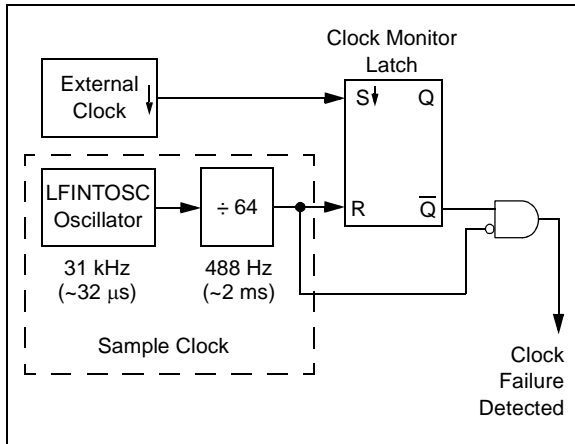 Clock Monitor
Latch
External
Clock
S
Q
LFINTOSC
Oscillator
÷ 64
R
Q̅
31 kHz
(~32 μs)
488 Hz
(~2 ms)
Sample Clock
Clock
Failure
Detected